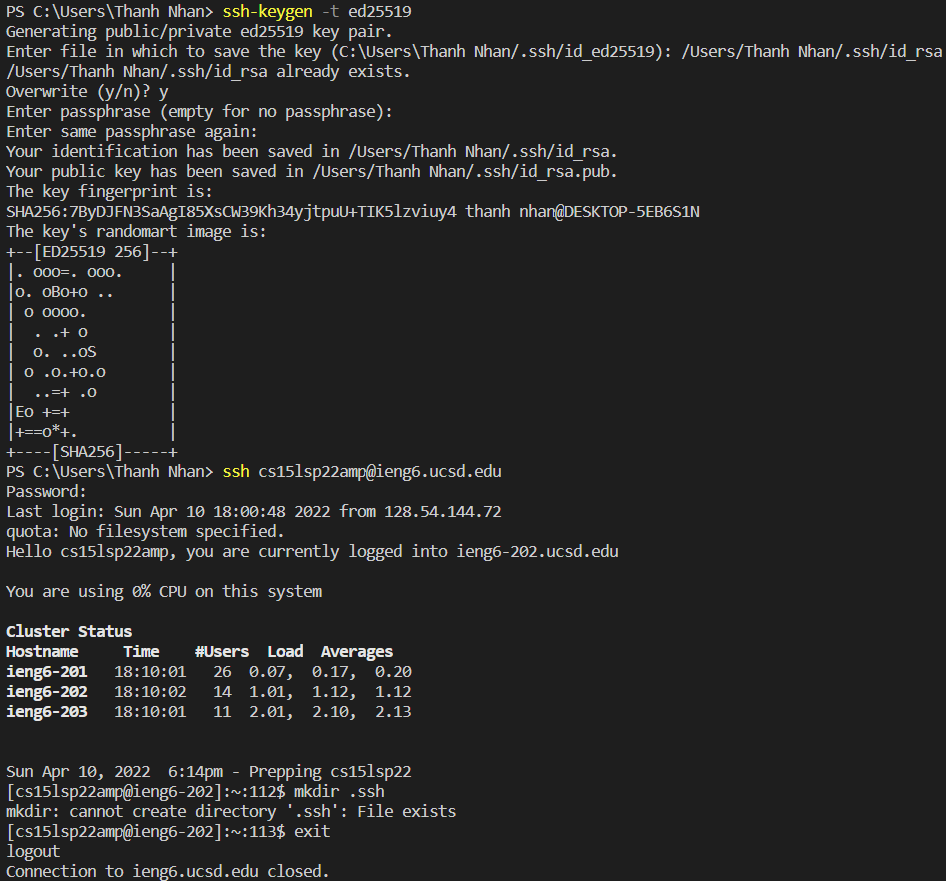 PS C:\Users\Thanh Nhan> ssh-keygen -t ed25519
Generating public/private ed25519 key pair.
Enter file in which to save the key (C:\Users\Thanh Nhan/.ssh/id_ed25519): /Users/Thanh Nhan/.ssh/id_rsa
/Users/Thanh Nhan/.ssh/id_rsa already exists.
Overwrite (y/n)? y
Enter passphrase (empty for no passphrase):
Enter same passphrase again:
Your identification has been saved in /Users/Thanh Nhan/.ssh/id_rsa.
Your public key has been saved in /Users/Thanh Nhan/.ssh/id_rsa.pub.
The key fingerprint is:
SHA256:7ByDJFN3SaAgI85XsCW39Kh34yjtpuU+TIK5lzviuy4 thanh nhan@DESKTOP-5EB6S1N
The key's randomart image is:
+--[ED25519 256]--+
|. ooo=. ooo.     |
|o. oBo+o ..      |
| o oooo.         |
|  . .+ o         |
|  o. ..oS        |
| o .o.+o.o       |
|  ..=+ .o        |
|Eo +=+           |
|+==o*+.          |
+----[SHA256]-----+
PS C:\Users\Thanh Nhan> ssh cs15lsp22amp@ieng6.ucsd.edu
Password:
Last login: Sun Apr 10 18:00:48 2022 from 128.54.144.72
quota: No filesystem specified.
Hello cs15lsp22amp, you are currently logged into ieng6-202.ucsd.edu
You are using 0% CPU on this system
Cluster Status
Hostname     Time    #Users  Load  Averages
ieng6-201   18:10:01   26  0.07,  0.17,  0.20
ieng6-202   18:10:02   14  1.01,  1.12,  1.12
ieng6-203   18:10:01   11  2.01,  2.10,  2.13
Sun Apr 10, 2022  6:14pm - Prepping cs15lsp22
[cs15lsp22amp@ieng6-202]:~:112$ mkdir .ssh
mkdir: cannot create directory '.ssh': File exists
[cs15lsp22amp@ieng6-202]:~:113$ exit
logout
Connection to ieng6.ucsd.edu closed.